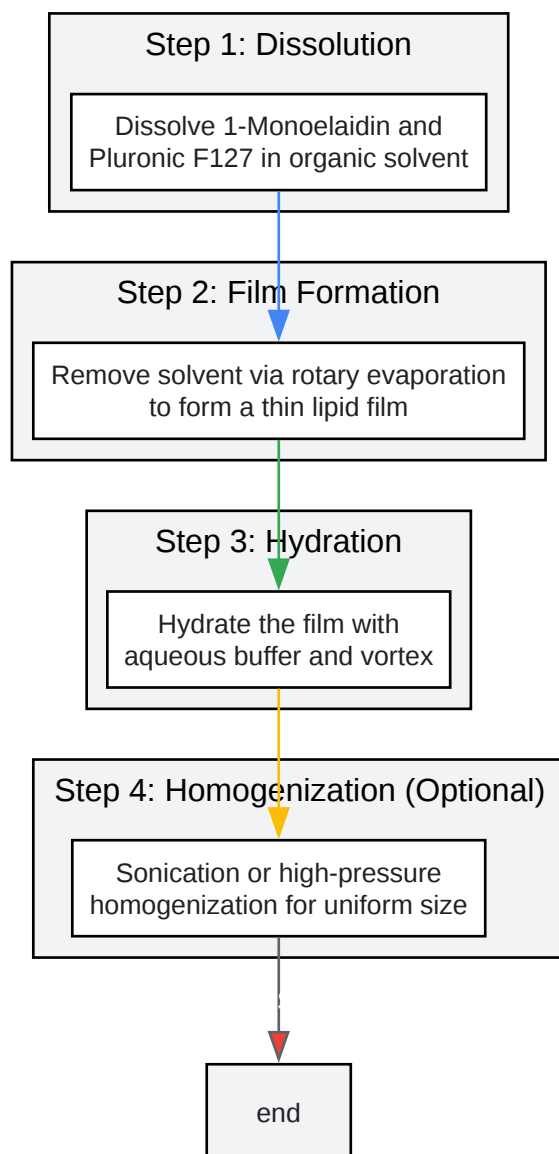 Step 1: Dissolution
Dissolve 1-Monoelaidin and
Pluronic F127 in organic solvent
Step 2: Film Formation
Remove solvent via rotary evaporation
to form a thin lipid film
Step 3: Hydration
Hydrate the film with
aqueous buffer and vortex
Step 4: Homogenization (Optional)
Sonication or high-pressure
homogenization for uniform size
end